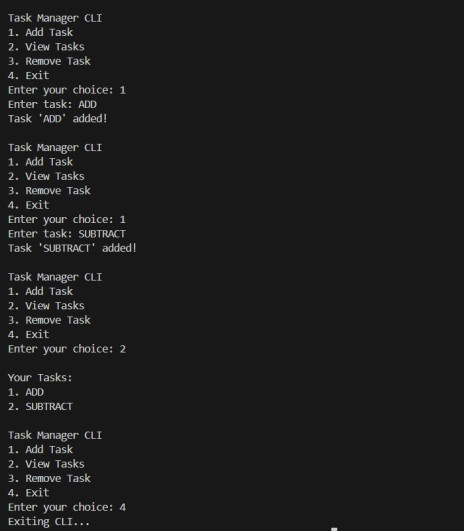 Task Manager CLI
1. Add Task
2. View Tasks
3. Remove Task
4. Exit
Enter your choice: 1
Enter task: ADD
Task 'ADD' added!
Task Manager CLI
1. Add Task
2. View Tasks
3. Remove Task
4. Exit
Enter your choice: 1
Enter task: SUBTRACT
Task 'SUBTRACT' added!
Task Manager CLI
1. Add Task
2. View Tasks
3. Remove Task
4. Exit
Enter your choice: 2
Your Tasks:
1. ADD
2. SUBTRACT
Task Manager CLI
1. Add Task
2. View Tasks
3. Remove Task
4. Exit
Enter your choice: 4
Exiting CLI...